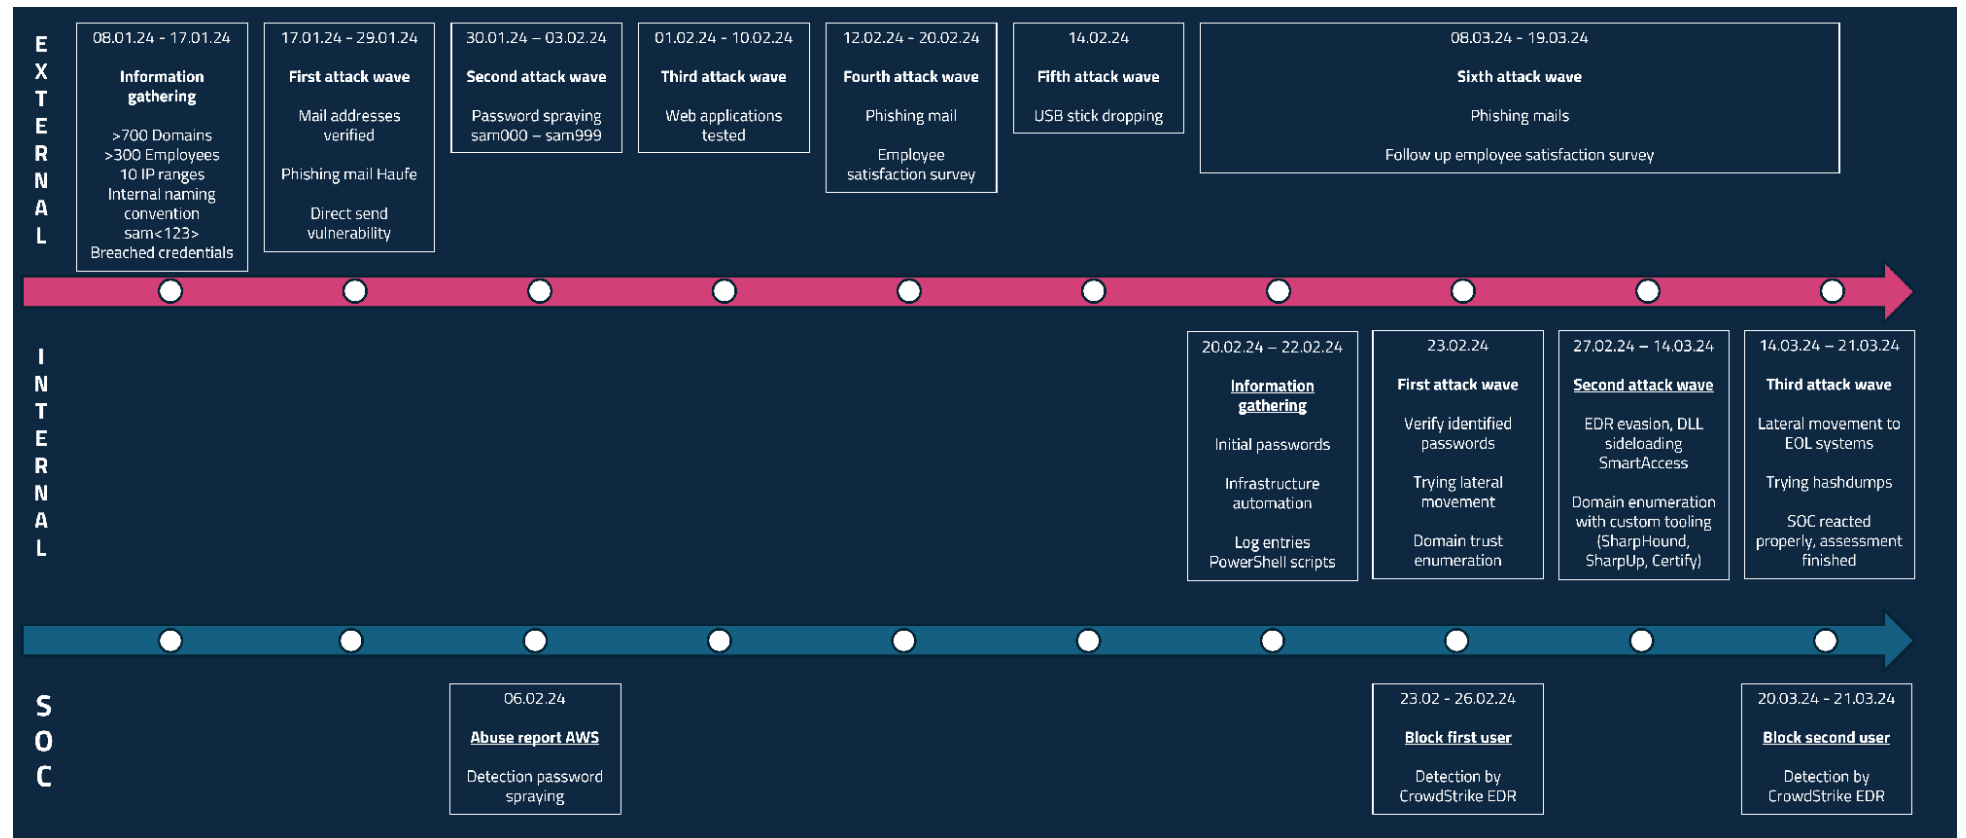 EXTERNAL
08.01.24 - 17.01.24
Information
gathering
>700 Domains
>300 Employees
10 IP ranges
Internal naming
convention
sam<123>
Breached credentials
17.01.24 - 29.01.24
First attack wave
Mail addresses
verified
Phishing mail Haufe
Direct send
vulnerability
30.01.24 – 03.02.24
Second attack wave
Password spraying
sam000 – sam999
01.02.24 - 10.02.24
Third attack wave
Web applications
tested
12.02.24 - 20.02.24
Fourth attack wave
Phishing mail
Employee
satisfaction survey
14.02.24
Fifth attack wave
USB stick dropping
08.03.24 - 19.03.24
Sixth attack wave
Phishing mails
Follow up employee satisfaction survey
INTERNAL
20.02.24 – 22.02.24
Information
gathering
Initial passwords
Infrastructure
automation
Log entries
PowerShell scripts
23.02.24
First attack wave
Verify identified
passwords
Trying lateral
movement
Domain trust
enumeration
27.02.24 – 14.03.24
Second attack wave
EDR evasion, DLL
sideloading
SmartAccess
Domain enumeration
with custom tooling
(SharpHound,
SharpUp, Certify)
14.03.24 – 21.03.24
Third attack wave
Lateral movement to
EOL systems
Trying hashdumps
SOC reacted
properly, assessment
finished
SOC
06.02.24
Abuse report AWS
Detection password
spraying
23.02 - 26.02.24
Block first user
Detection by
CrowdStrike EDR
20.03.24 - 21.03.24
Block second user
Detection by
CrowdStrike EDR